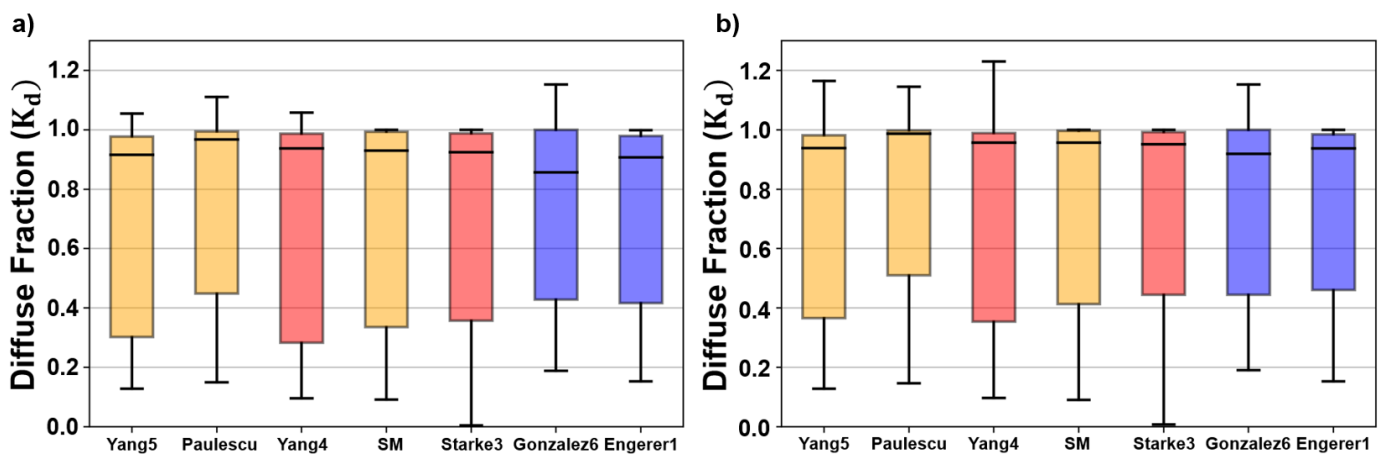 a)
Diffuse Fraction (K_d)
1.2
1.0
0.8
0.6
0.4
0.2
0.0
Yang5 Paulescu Yang4 SM Starke3 Gonzalez6 Engerer1
b)
Diffuse Fraction (K_d)
1.2
1.0
0.8
0.6
0.4
0.2
0.0
Yang5 Paulescu Yang4 SM Starke3 Gonzalez6 Engerer1